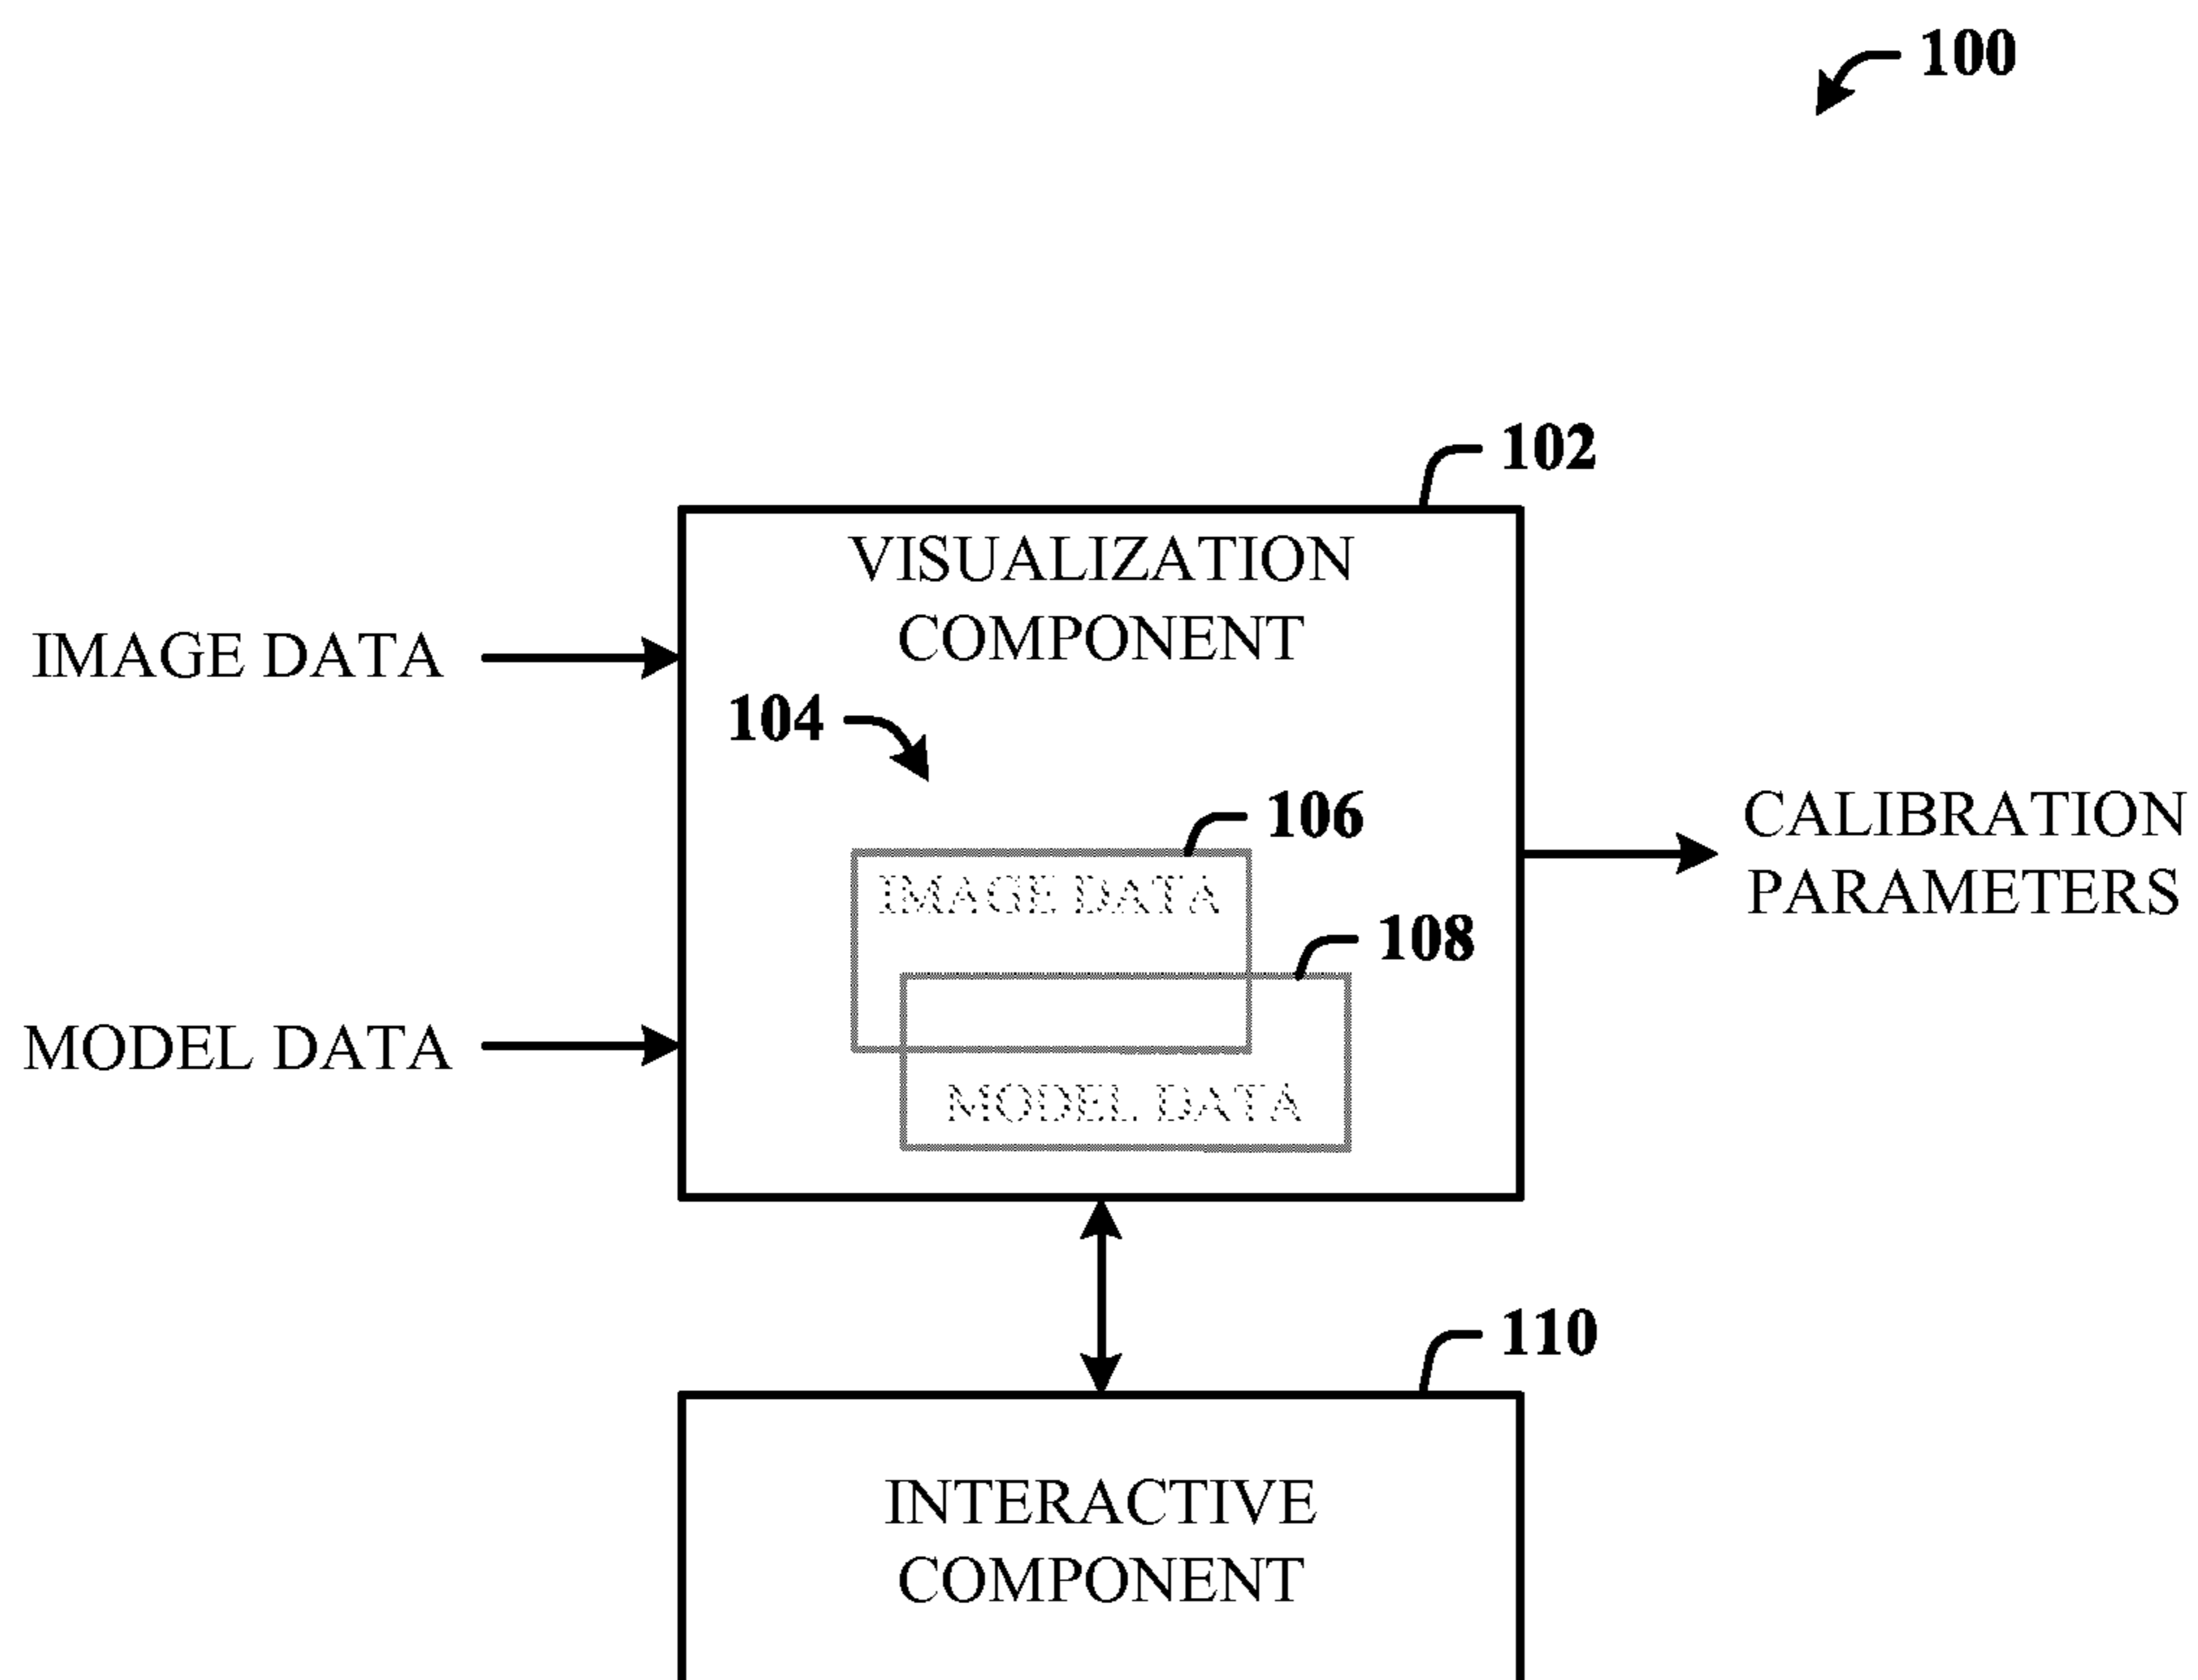 100
102
VISUALIZATION
COMPONENT
IMAGE DATA
104
106
CALIBRATION
PARAMETERS
IMAGE DATA
108
MODEL DATA
MODEL DATA
110
INTERACTIVE
COMPONENT